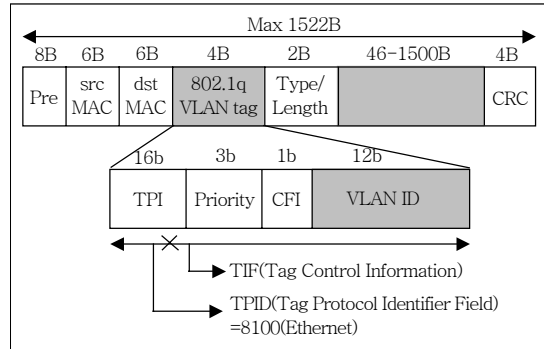 Max 1522B
8B 6B 6B 4B 2B 46-1500B 4B
Pre src MAC dst MAC 802.1q VLAN tag Type/ Length CRC
16b 3b 1b 12b
TPI Priority CFI VLAN ID
TIF(Tag Control Information)
TPID(Tag Protocol Identifier Field)
=8100(Ethernet)